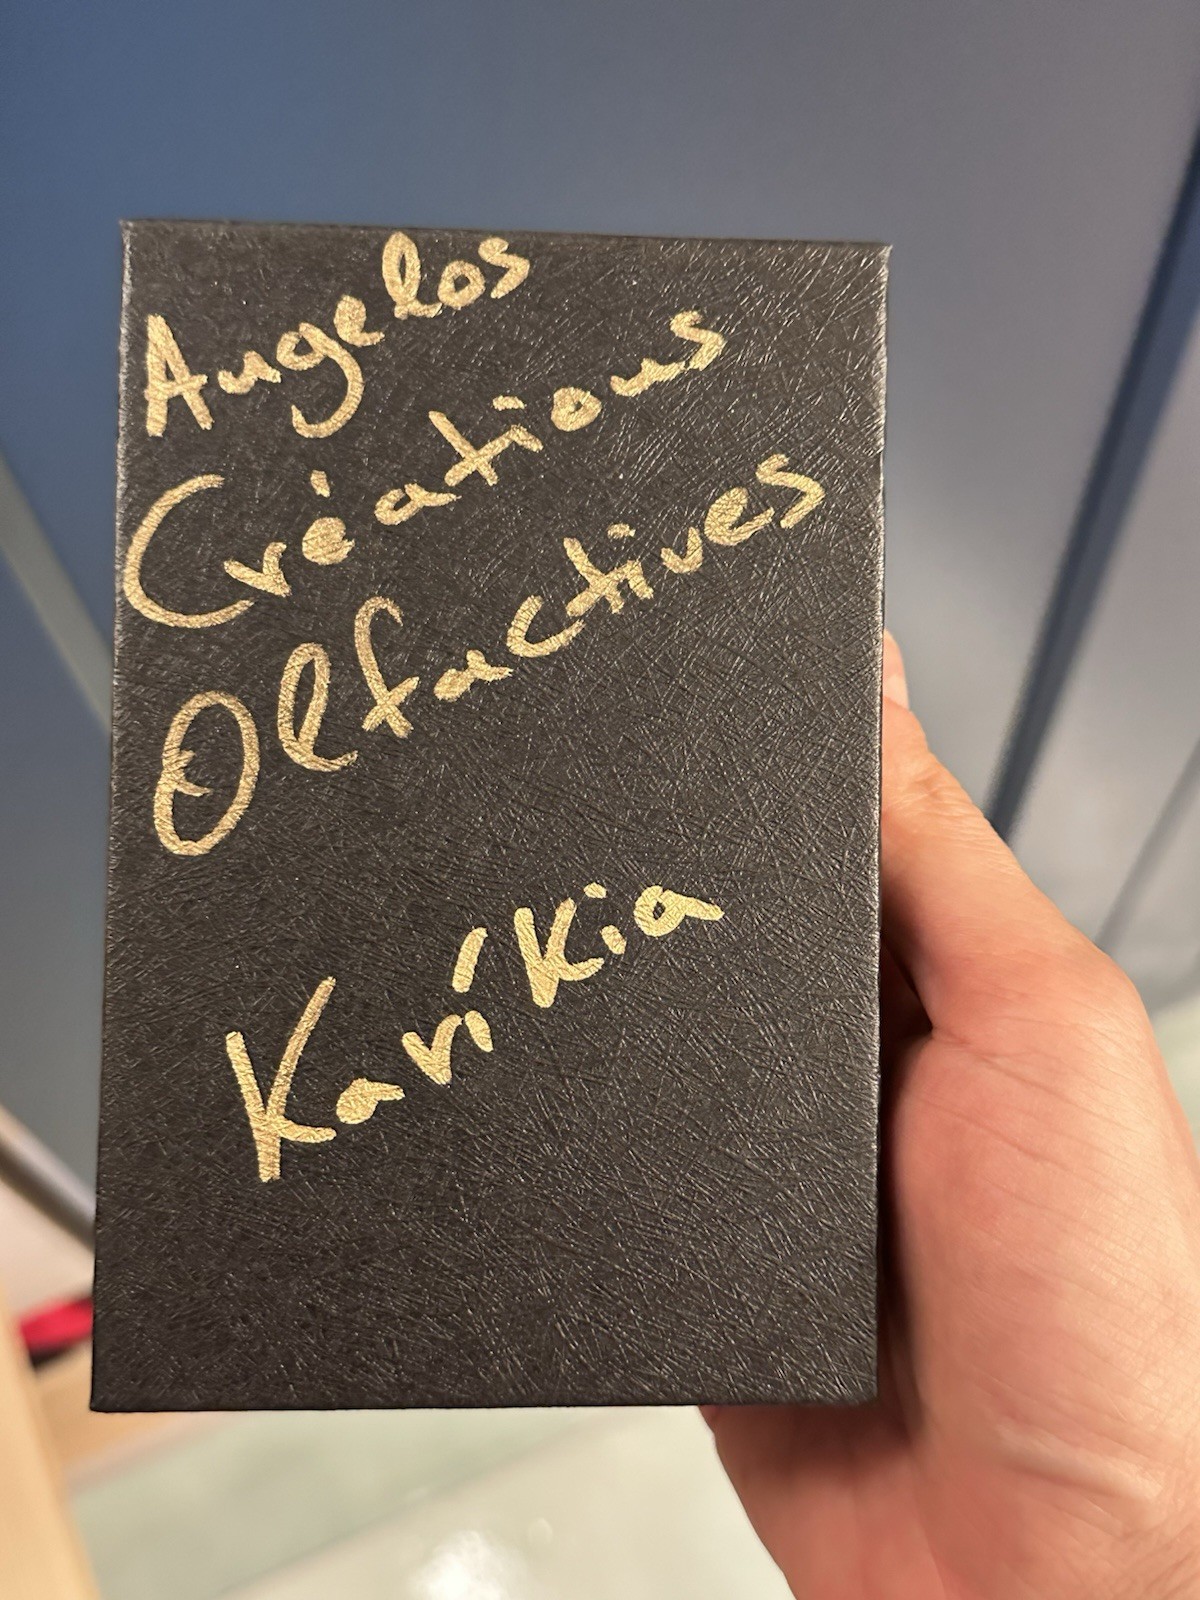 Angelos
Créations
Olfactives
Karíkia